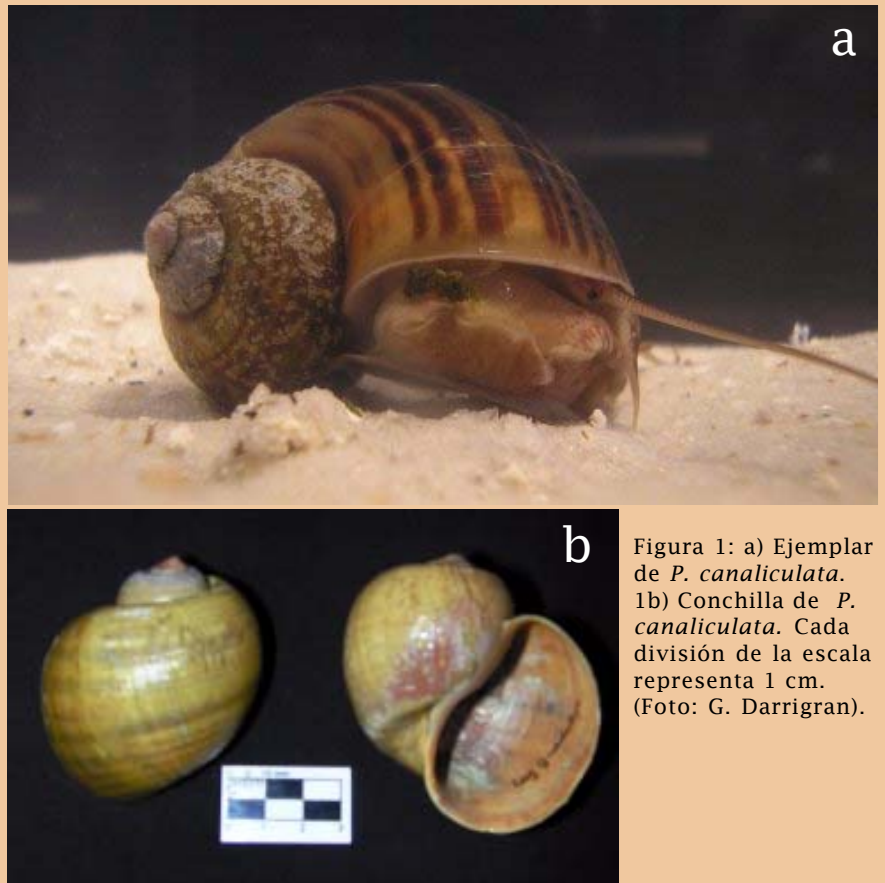 a
b
Figura 1: a) Ejemplar
de P. canaliculata.
1b) Conchilla de P.
canaliculata. Cada
división de la escala
representa 1 cm.
(Foto: G. Darrigran).